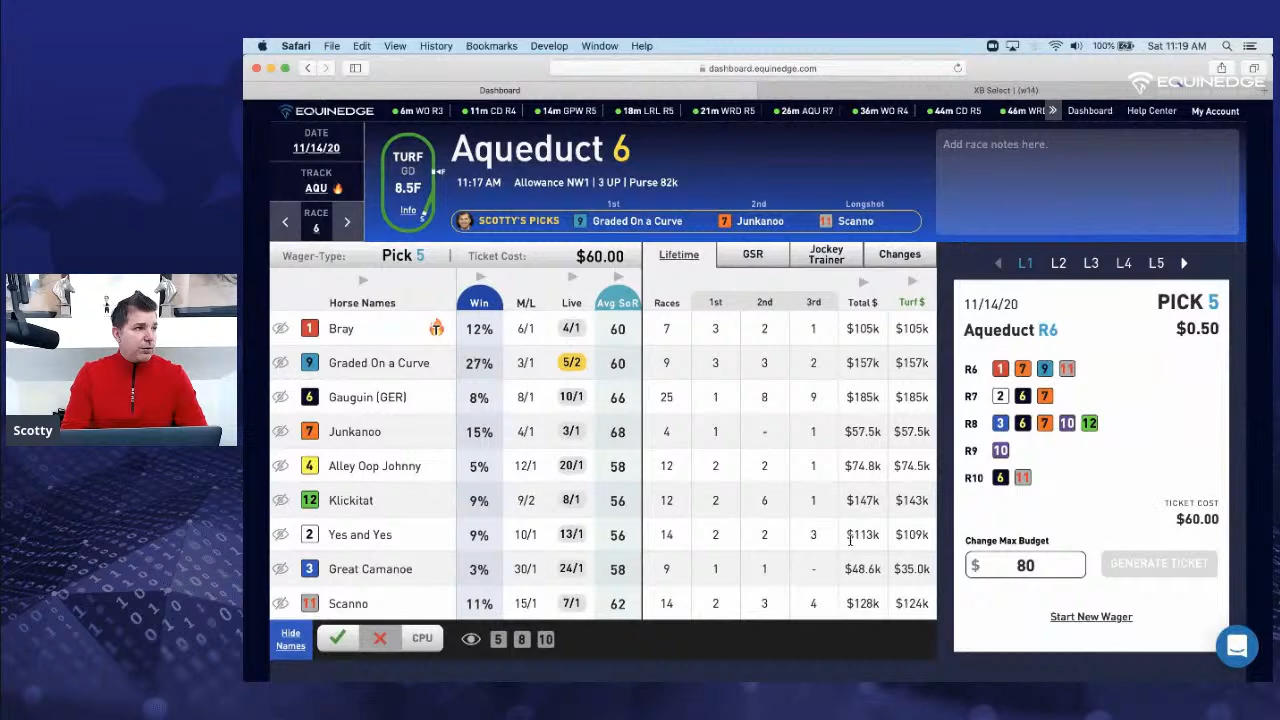 Safari File Edit View History Bookmarks Develop Window Help 100% Sat 11:19 AM
dashboard.equinedge.com
EQUINEDGE
Dashboard XB Select | (w14)
EQUINEDGE 6m WO R3 11m CD R4 14m GPW R5 18m LRL R5 21m WRD R5 26m AQU R7 36m WO R4 44m CD R5 46m WRD » Dashboard Help Center My Account
DATE
11/14/20
TRACK
AQU
RACE
6
TURF
GD
8.5F
Info
F
S
Aqueduct 6
11:17 AM Allowance NW1 | 3 UP | Purse 82k
1st 2nd Longshot
SCOTTY'S PICKS 9 Graded On a Curve 7 Junkanoo 11 Scanno
Add race notes here.
Wager-Type: Pick 5 | Ticket Cost: $60.00
Lifetime GSR Jockey Trainer Changes
Horse Names Win M/L Live Avg SoR Races 1st 2nd 3rd Total $ Turf $
1 Bray T 12% 6/1 4/1 60 7 3 2 1 $105k $105k
9 Graded On a Curve 27% 3/1 5/2 60 9 3 3 2 $157k $157k
6 Gauguin (GER) 8% 8/1 10/1 66 25 1 8 9 $185k $185k
7 Junkanoo 15% 4/1 3/1 68 4 1 - 1 $57.5k $57.5k
4 Alley Oop Johnny 5% 12/1 20/1 58 12 2 2 1 $74.8k $74.5k
12 Klickitat 9% 9/2 8/1 56 12 2 6 1 $147k $143k
2 Yes and Yes 9% 10/1 13/1 56 14 2 2 3 $113k $109k
3 Great Camanoe 3% 30/1 24/1 58 9 1 1 - $48.6k $35.0k
11 Scanno 11% 15/1 7/1 62 14 2 3 4 $128k $124k
Hide Names CPU 5 8 10
L1 L2 L3 L4 L5
11/14/20 PICK 5
Aqueduct R6 $0.50
R6 1 7 9 11
R7 2 6 7
R8 3 6 7 10 12
R9 10
R10 6 11
TICKET COST
$60.00
Change Max Budget
$ 80 GENERATE TICKET
Start New Wager
Scotty